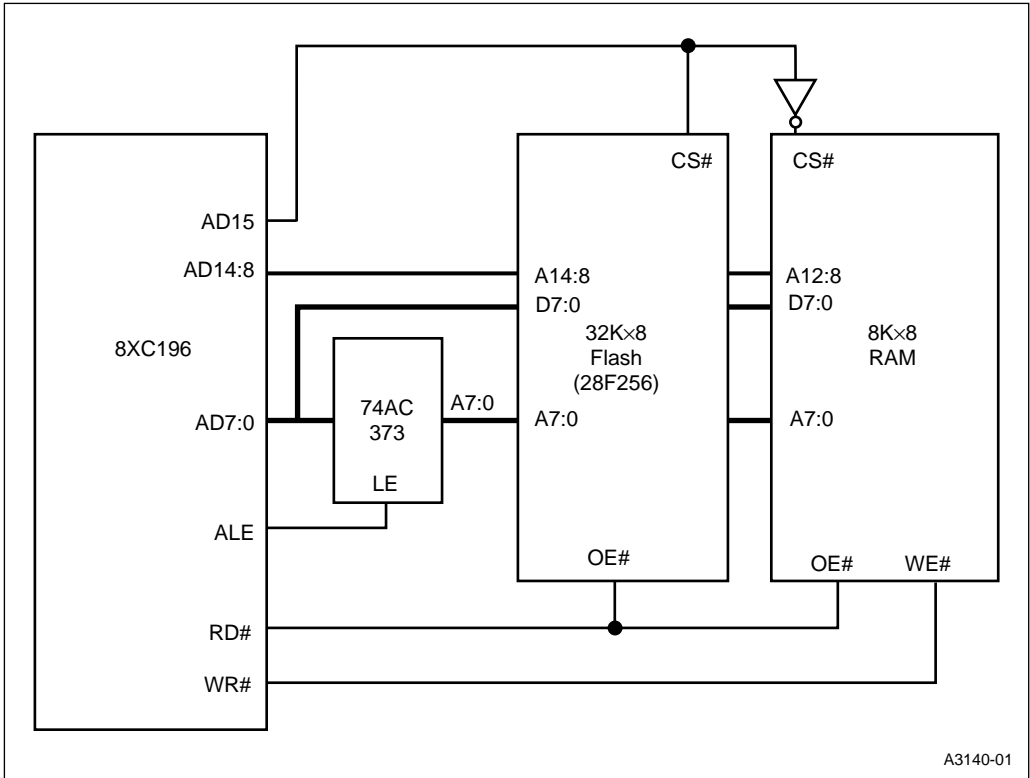 CS#
CS#
AD15
AD14:8
A14:8
A12:8
D7:0
D7:0
8XC196
32K×8
Flash
(28F256)
8K×8
RAM
74AC
373
A7:0
AD7:0
A7:0
A7:0
LE
ALE
OE#
OE#
WE#
RD#
WR#
A3140-01